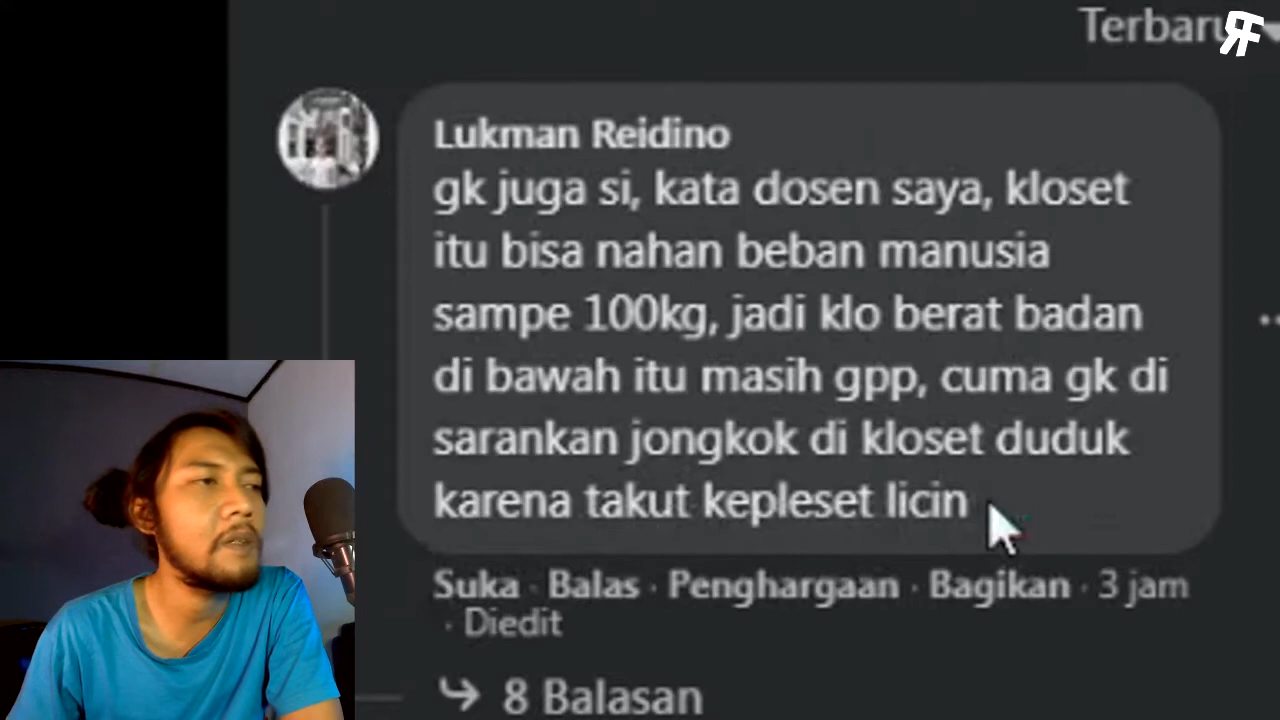 Terbaru
Lukman Reidino
gk juga si, kata dosen saya, kloset
itu bisa nahan beban manusia
sampe 100kg, jadi klo berat badan
di bawah itu masih gpp, cuma gk di
sarankan jongkok di kloset duduk
karena takut kepleset licin
Suka · Balas · Penghargaan · Bagikan · 3 jam
· Diedit
8 Balasan